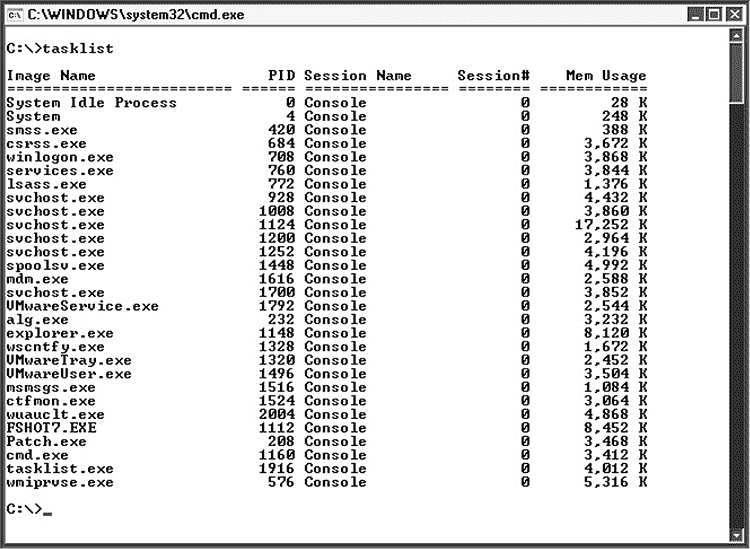 C:\WINDOWS\system32\cmd.exe
C:\>tasklist
Image Name                   PID Session Name     Session#    Mem Usage
========================= ====== ================ ======== ============
System Idle Process            0 Console                 0         28 K
System                         4 Console                 0        248 K
smss.exe                     420 Console                 0        388 K
csrss.exe                    684 Console                 0      3,672 K
winlogon.exe                 708 Console                 0      3,868 K
services.exe                 760 Console                 0      3,844 K
lsass.exe                    772 Console                 0      1,376 K
svchost.exe                  928 Console                 0      4,432 K
svchost.exe                 1008 Console                 0      3,860 K
svchost.exe                 1124 Console                 0     17,252 K
svchost.exe                 1200 Console                 0      2,964 K
svchost.exe                 1252 Console                 0      4,196 K
spoolsv.exe                 1448 Console                 0      4,992 K
mdm.exe                     1616 Console                 0      2,588 K
svchost.exe                 1700 Console                 0      3,852 K
VMwareService.exe           1792 Console                 0      2,544 K
alg.exe                      232 Console                 0      3,232 K
explorer.exe                1148 Console                 0      8,120 K
wscntfy.exe                 1328 Console                 0      1,672 K
VMwareTray.exe              1320 Console                 0      2,452 K
VMwareUser.exe              1496 Console                 0      3,504 K
msmsgs.exe                  1516 Console                 0      1,084 K
ctfmon.exe                  1524 Console                 0      3,064 K
wuauclt.exe                 2004 Console                 0      4,868 K
FSHOT7.EXE                  1112 Console                 0      8,452 K
Patch.exe                    208 Console                 0      3,468 K
cmd.exe                     1160 Console                 0      3,412 K
tasklist.exe                1916 Console                 0      4,012 K
wmiprvse.exe                 576 Console                 0      5,316 K
C:\>_